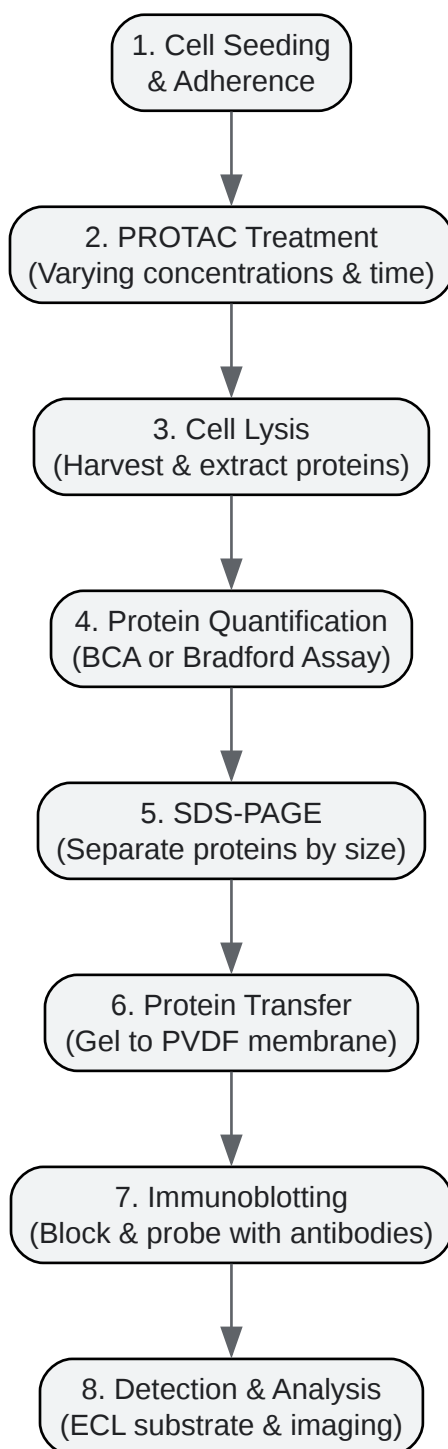 1. Cell Seeding
& Adherence
2. PROTAC Treatment
(Varying concentrations & time)
3. Cell Lysis
(Harvest & extract proteins)
4. Protein Quantification
(BCA or Bradford Assay)
5. SDS-PAGE
(Separate proteins by size)
6. Protein Transfer
(Gel to PVDF membrane)
7. Immunoblotting
(Block & probe with antibodies)
8. Detection & Analysis
(ECL substrate & imaging)